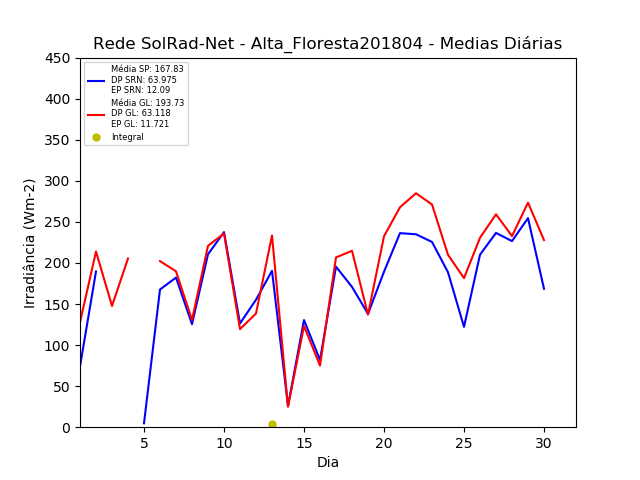 Rede SolRad-Net - Alta_Floresta201804 - Medias Diárias
450
400
350
300
250
200
150
100
50
0
Irradiância (Wm-2)
Média SP: 167.83
DP SRN: 63.975
EP SRN: 12.09
Média GL: 193.73
DP GL: 63.118
EP GL: 11.721
Integral
5 10 15 20 25 30
Dia